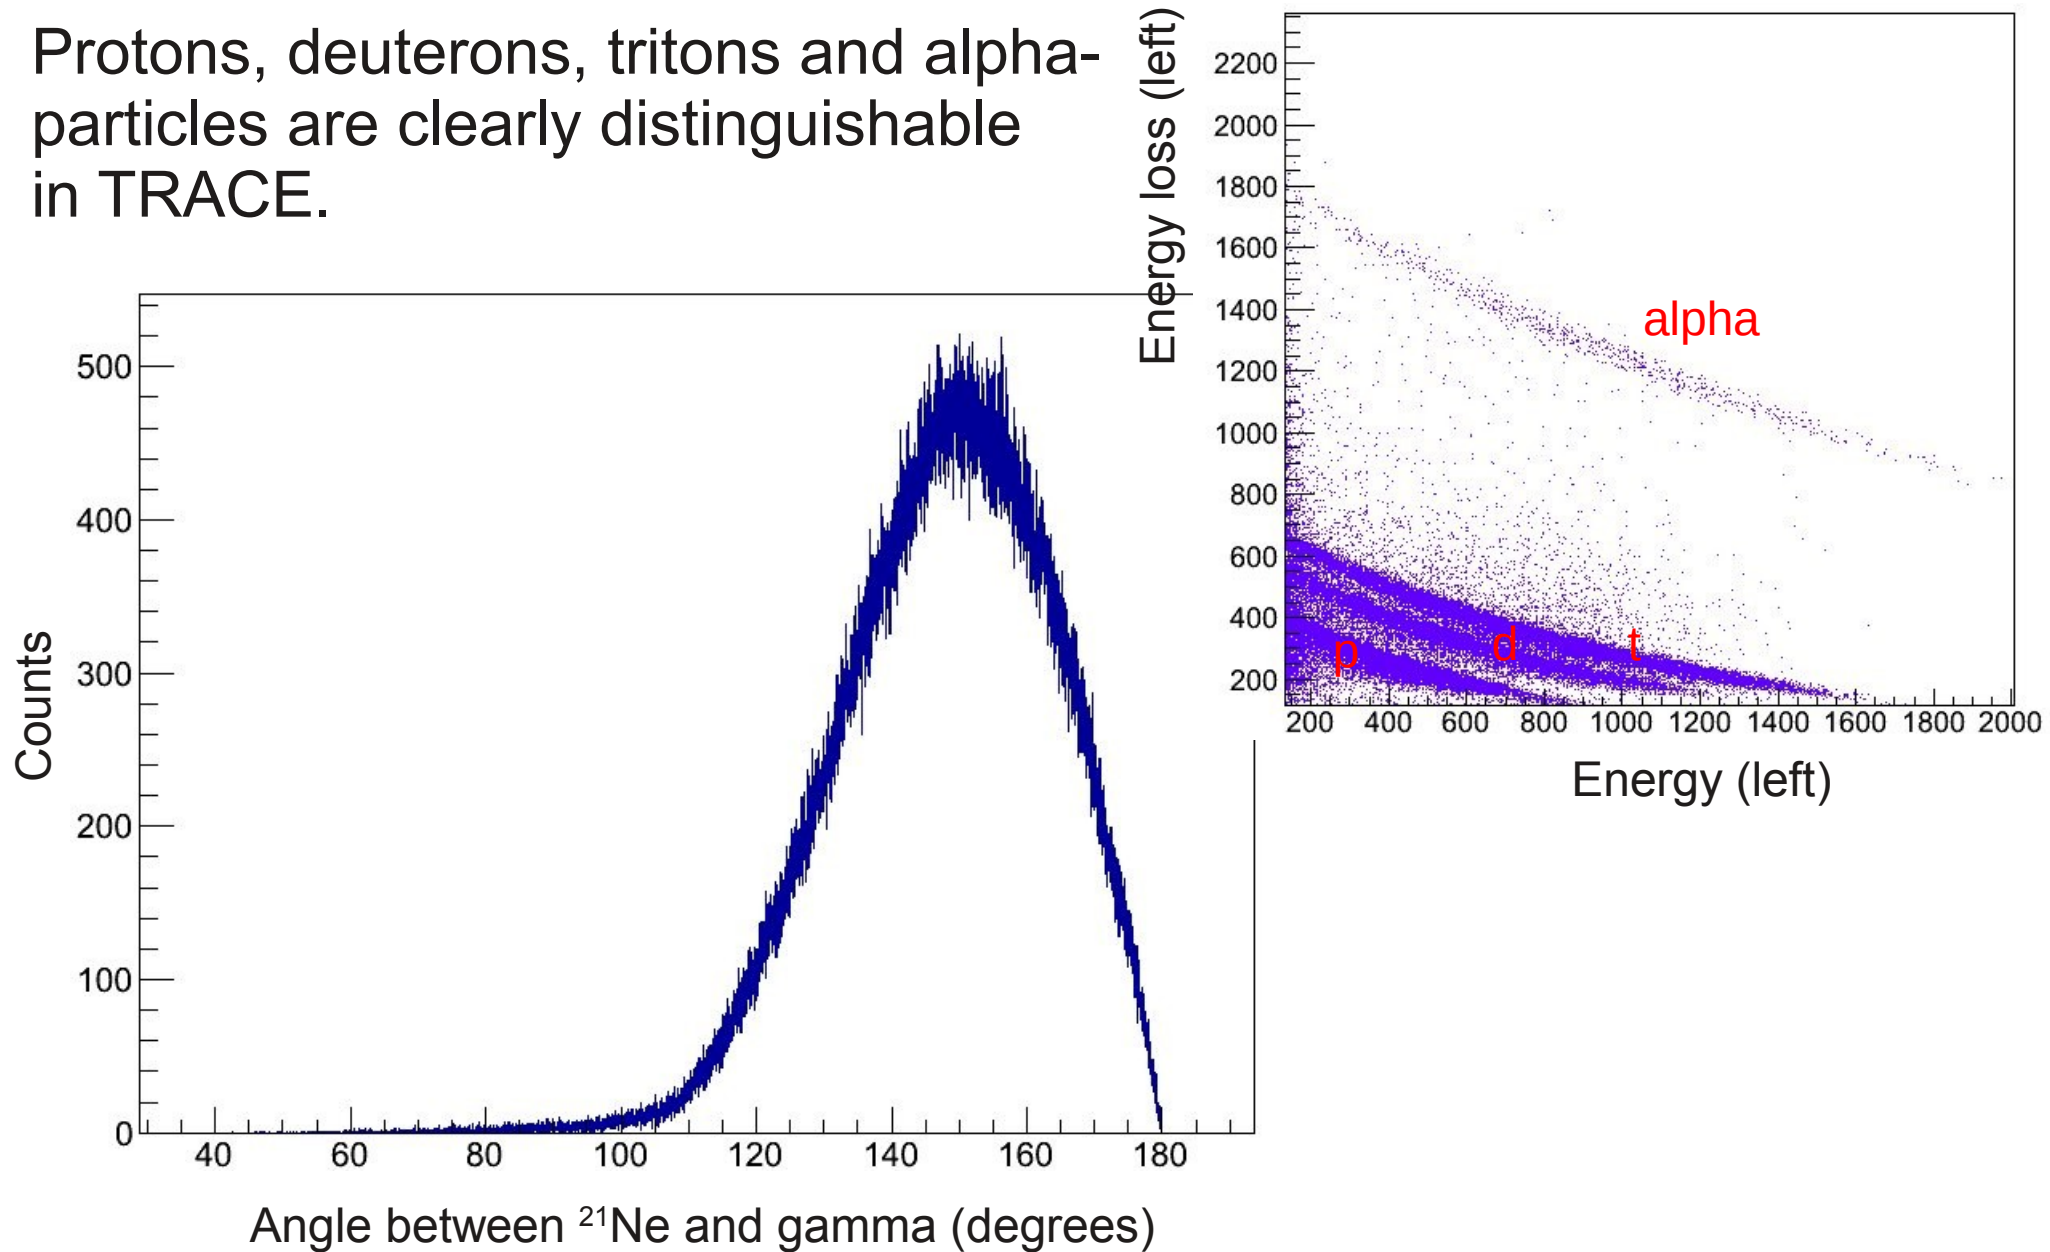 Protons, deuterons, tritons and alpha-
particles are clearly distinguishable
in TRACE.
Energy loss (left)
2200
2000
1800
1600
1400
1200
1000
800
600
400
200
alpha
p
d
t
200 400 600 800 1000 1200 1400 1600 1800 2000
Energy (left)
Counts
500
400
300
200
100
0
40 60 80 100 120 140 160 180
Angle between ²¹Ne and gamma (degrees)